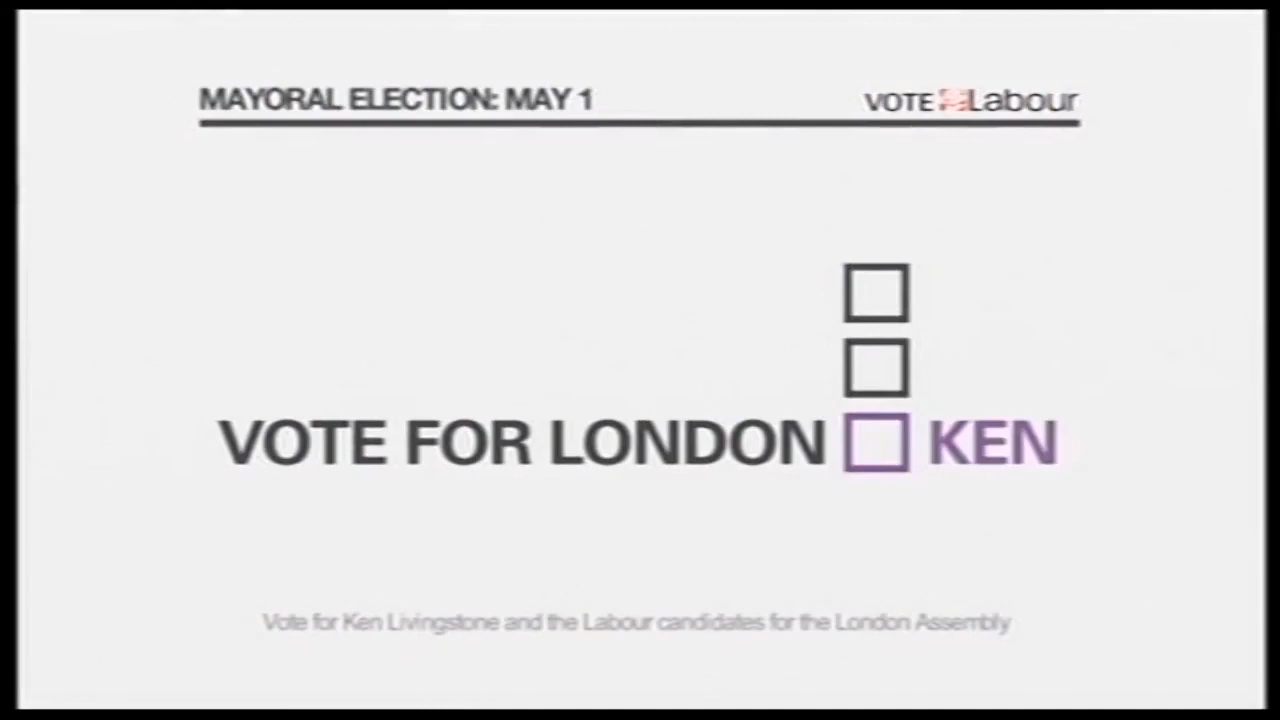 MAYORAL ELECTION: MAY 1
VOTE Labour
VOTE FOR LONDON KEN
Vote for Ken Livingstone and the Labour candidates for the London Assembly